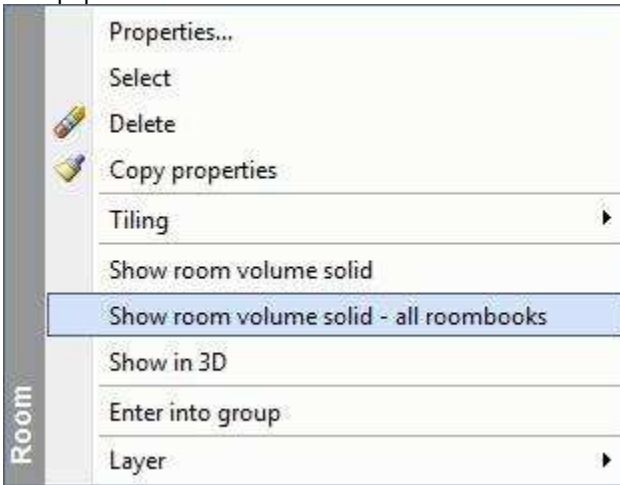 Properties...
Select
Delete
Copy properties
Tiling
Show room volume solid
Show room volume solid - all roombooks
Show in 3D
Enter into group
Layer
Room